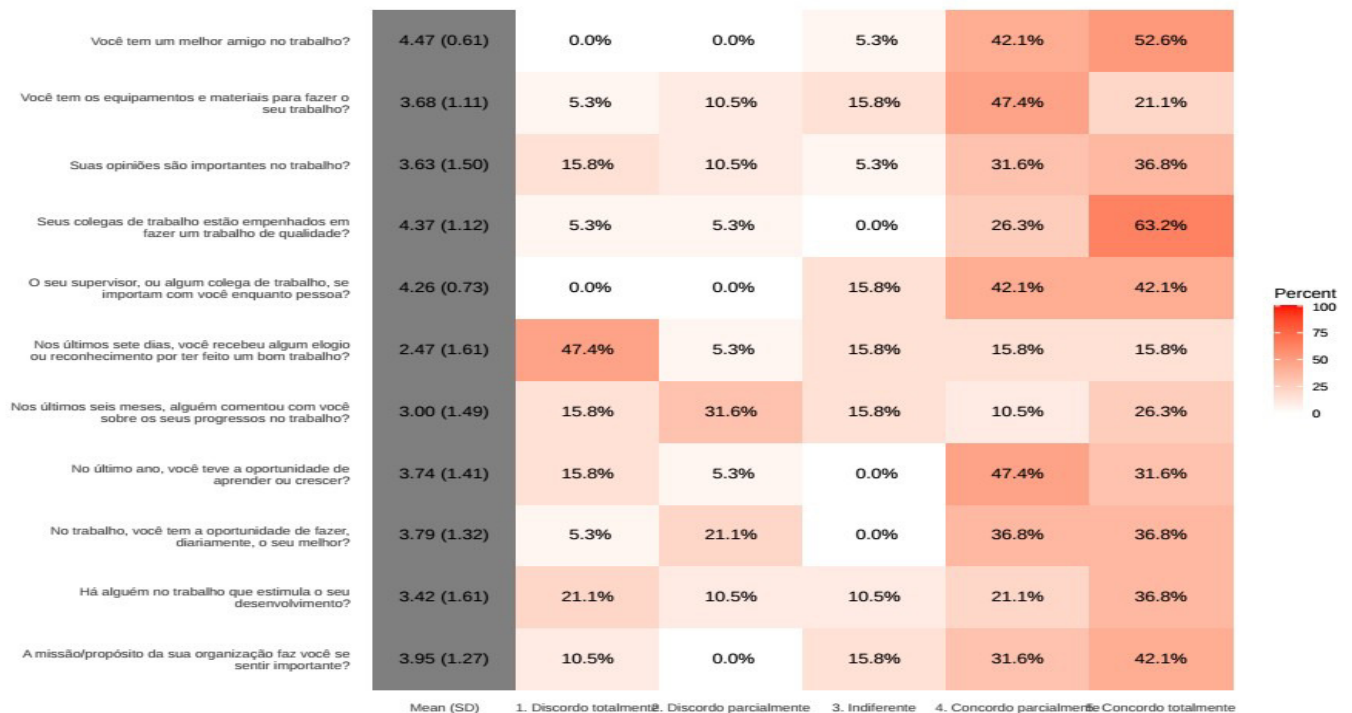 Você tem um melhor amigo no trabalho?
4.47 (0.61) 0.0% 0.0% 5.3% 42.1% 52.6%
Você tem os equipamentos e materiais para fazer o
seu trabalho?
3.68 (1.11) 5.3% 10.5% 15.8% 47.4% 21.1%
Suas opiniões são importantes no trabalho?
3.63 (1.50) 15.8% 10.5% 5.3% 31.6% 36.8%
Seus colegas de trabalho estão empenhados em
fazer um trabalho de qualidade?
4.37 (1.12) 5.3% 5.3% 0.0% 26.3% 63.2%
O seu supervisor, ou algum colega de trabalho, se
importam com você enquanto pessoa?
4.26 (0.73) 0.0% 0.0% 15.8% 42.1% 42.1%
Nos últimos sete dias, você recebeu algum elogio
ou reconhecimento por ter feito um bom trabalho?
2.47 (1.61) 47.4% 5.3% 15.8% 15.8% 15.8%
Nos últimos seis meses, alguém comentou com você
sobre os seus progressos no trabalho?
3.00 (1.49) 15.8% 31.6% 15.8% 10.5% 26.3%
No último ano, você teve a oportunidade de
aprender ou crescer?
3.74 (1.41) 15.8% 5.3% 0.0% 47.4% 31.6%
No trabalho, você tem a oportunidade de fazer,
diariamente, o seu melhor?
3.79 (1.32) 5.3% 21.1% 0.0% 36.8% 36.8%
Há alguém no trabalho que estimula o seu
desenvolvimento?
3.42 (1.61) 21.1% 10.5% 10.5% 21.1% 36.8%
A missão/propósito da sua organização faz você se
sentir importante?
3.95 (1.27) 10.5% 0.0% 15.8% 31.6% 42.1%
Mean (SD) 1. Discordo totalmente 2. Discordo parcialmente 3. Indiferente 4. Concordo parcialmente 5. Concordo totalmente
Percent
100
75
50
25
0